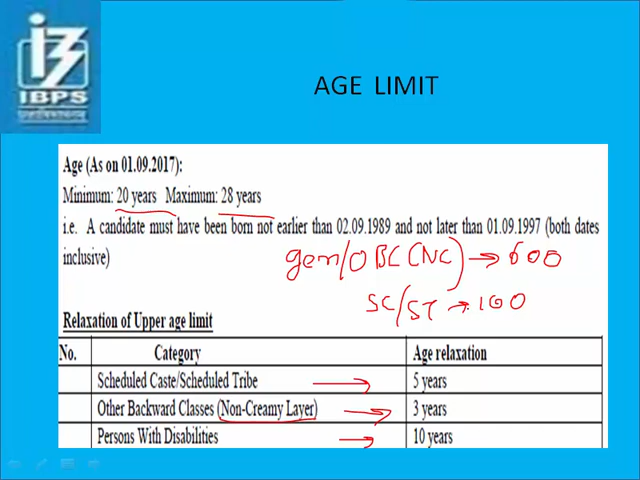 IBPS
AGE LIMIT
Age (As on 01.09.2017):
Minimum: 20 years Maximum: 28 years
i.e. A candidate must have been born not earlier than 02.09.1989 and not later than 01.09.1997 (both dates
inclusive)
gen/OBC(NC) → 600
SC/ST → 100
Relaxation of Upper age limit
No. Category Age relaxation
Scheduled Caste/Scheduled Tribe → 5 years
Other Backward Classes (Non-Creamy Layer) → 3 years
Persons With Disabilities → 10 years